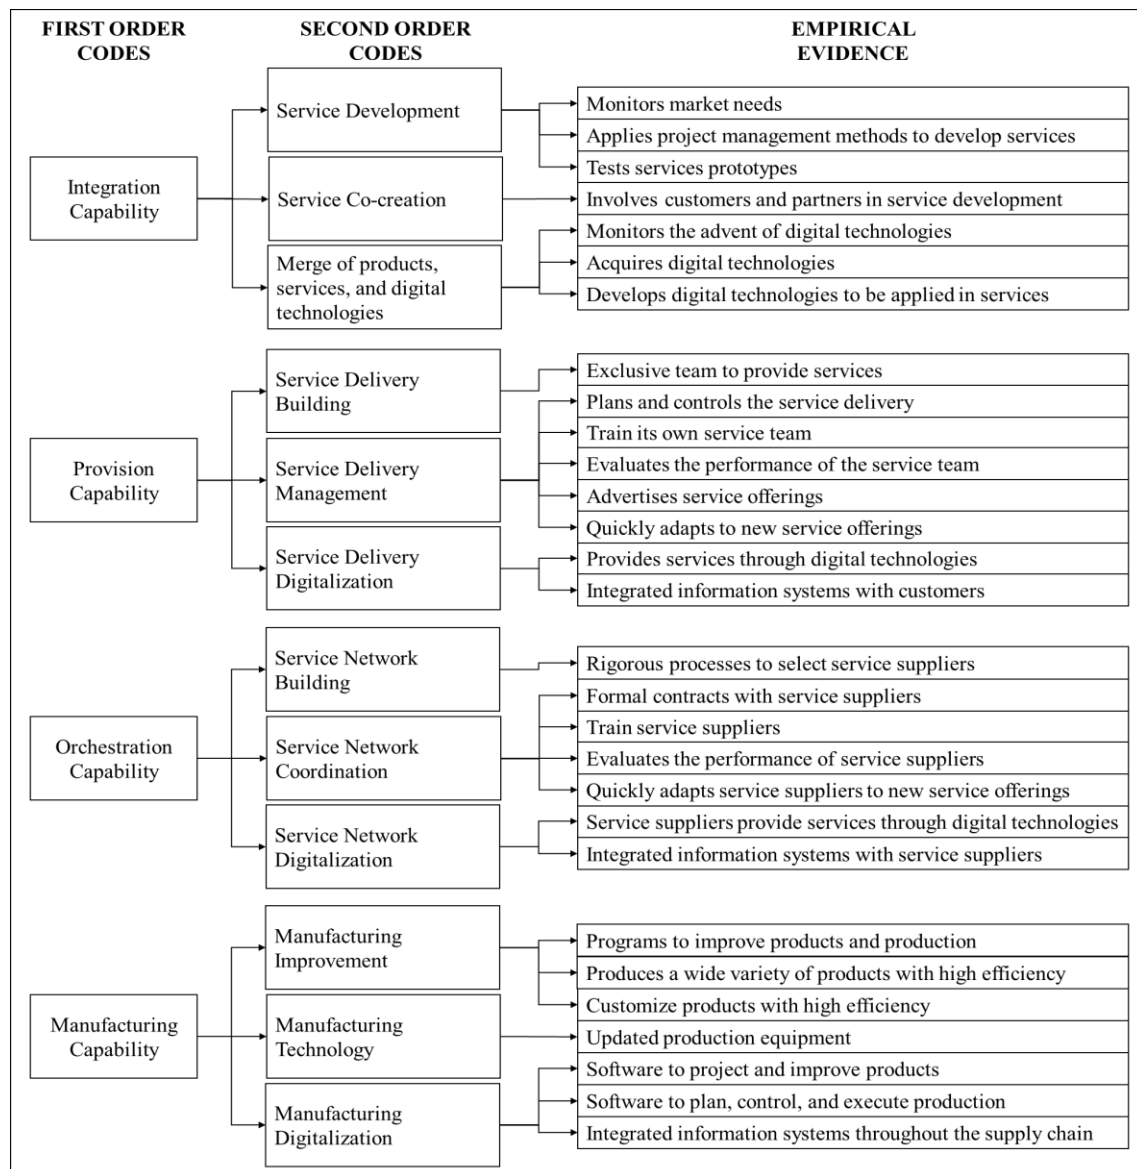 FIRST ORDER
CODES
SECOND ORDER
CODES
EMPIRICAL
EVIDENCE
Integration
Capability
Service Development
Monitors market needs
Applies project management methods to develop services
Tests services prototypes
Service Co-creation
Involves customers and partners in service development
Merge of products,
services, and digital
technologies
Monitors the advent of digital technologies
Acquires digital technologies
Develops digital technologies to be applied in services
Provision
Capability
Service Delivery
Building
Exclusive team to provide services
Service Delivery
Management
Plans and controls the service delivery
Train its own service team
Evaluates the performance of the service team
Advertises service offerings
Quickly adapts to new service offerings
Service Delivery
Digitalization
Provides services through digital technologies
Integrated information systems with customers
Orchestration
Capability
Service Network
Building
Rigorous processes to select service suppliers
Service Network
Coordination
Formal contracts with service suppliers
Train service suppliers
Evaluates the performance of service suppliers
Quickly adapts service suppliers to new service offerings
Service Network
Digitalization
Service suppliers provide services through digital technologies
Integrated information systems with service suppliers
Manufacturing
Capability
Manufacturing
Improvement
Programs to improve products and production
Produces a wide variety of products with high efficiency
Customize products with high efficiency
Manufacturing
Technology
Updated production equipment
Manufacturing
Digitalization
Software to project and improve products
Software to plan, control, and execute production
Integrated information systems throughout the supply chain